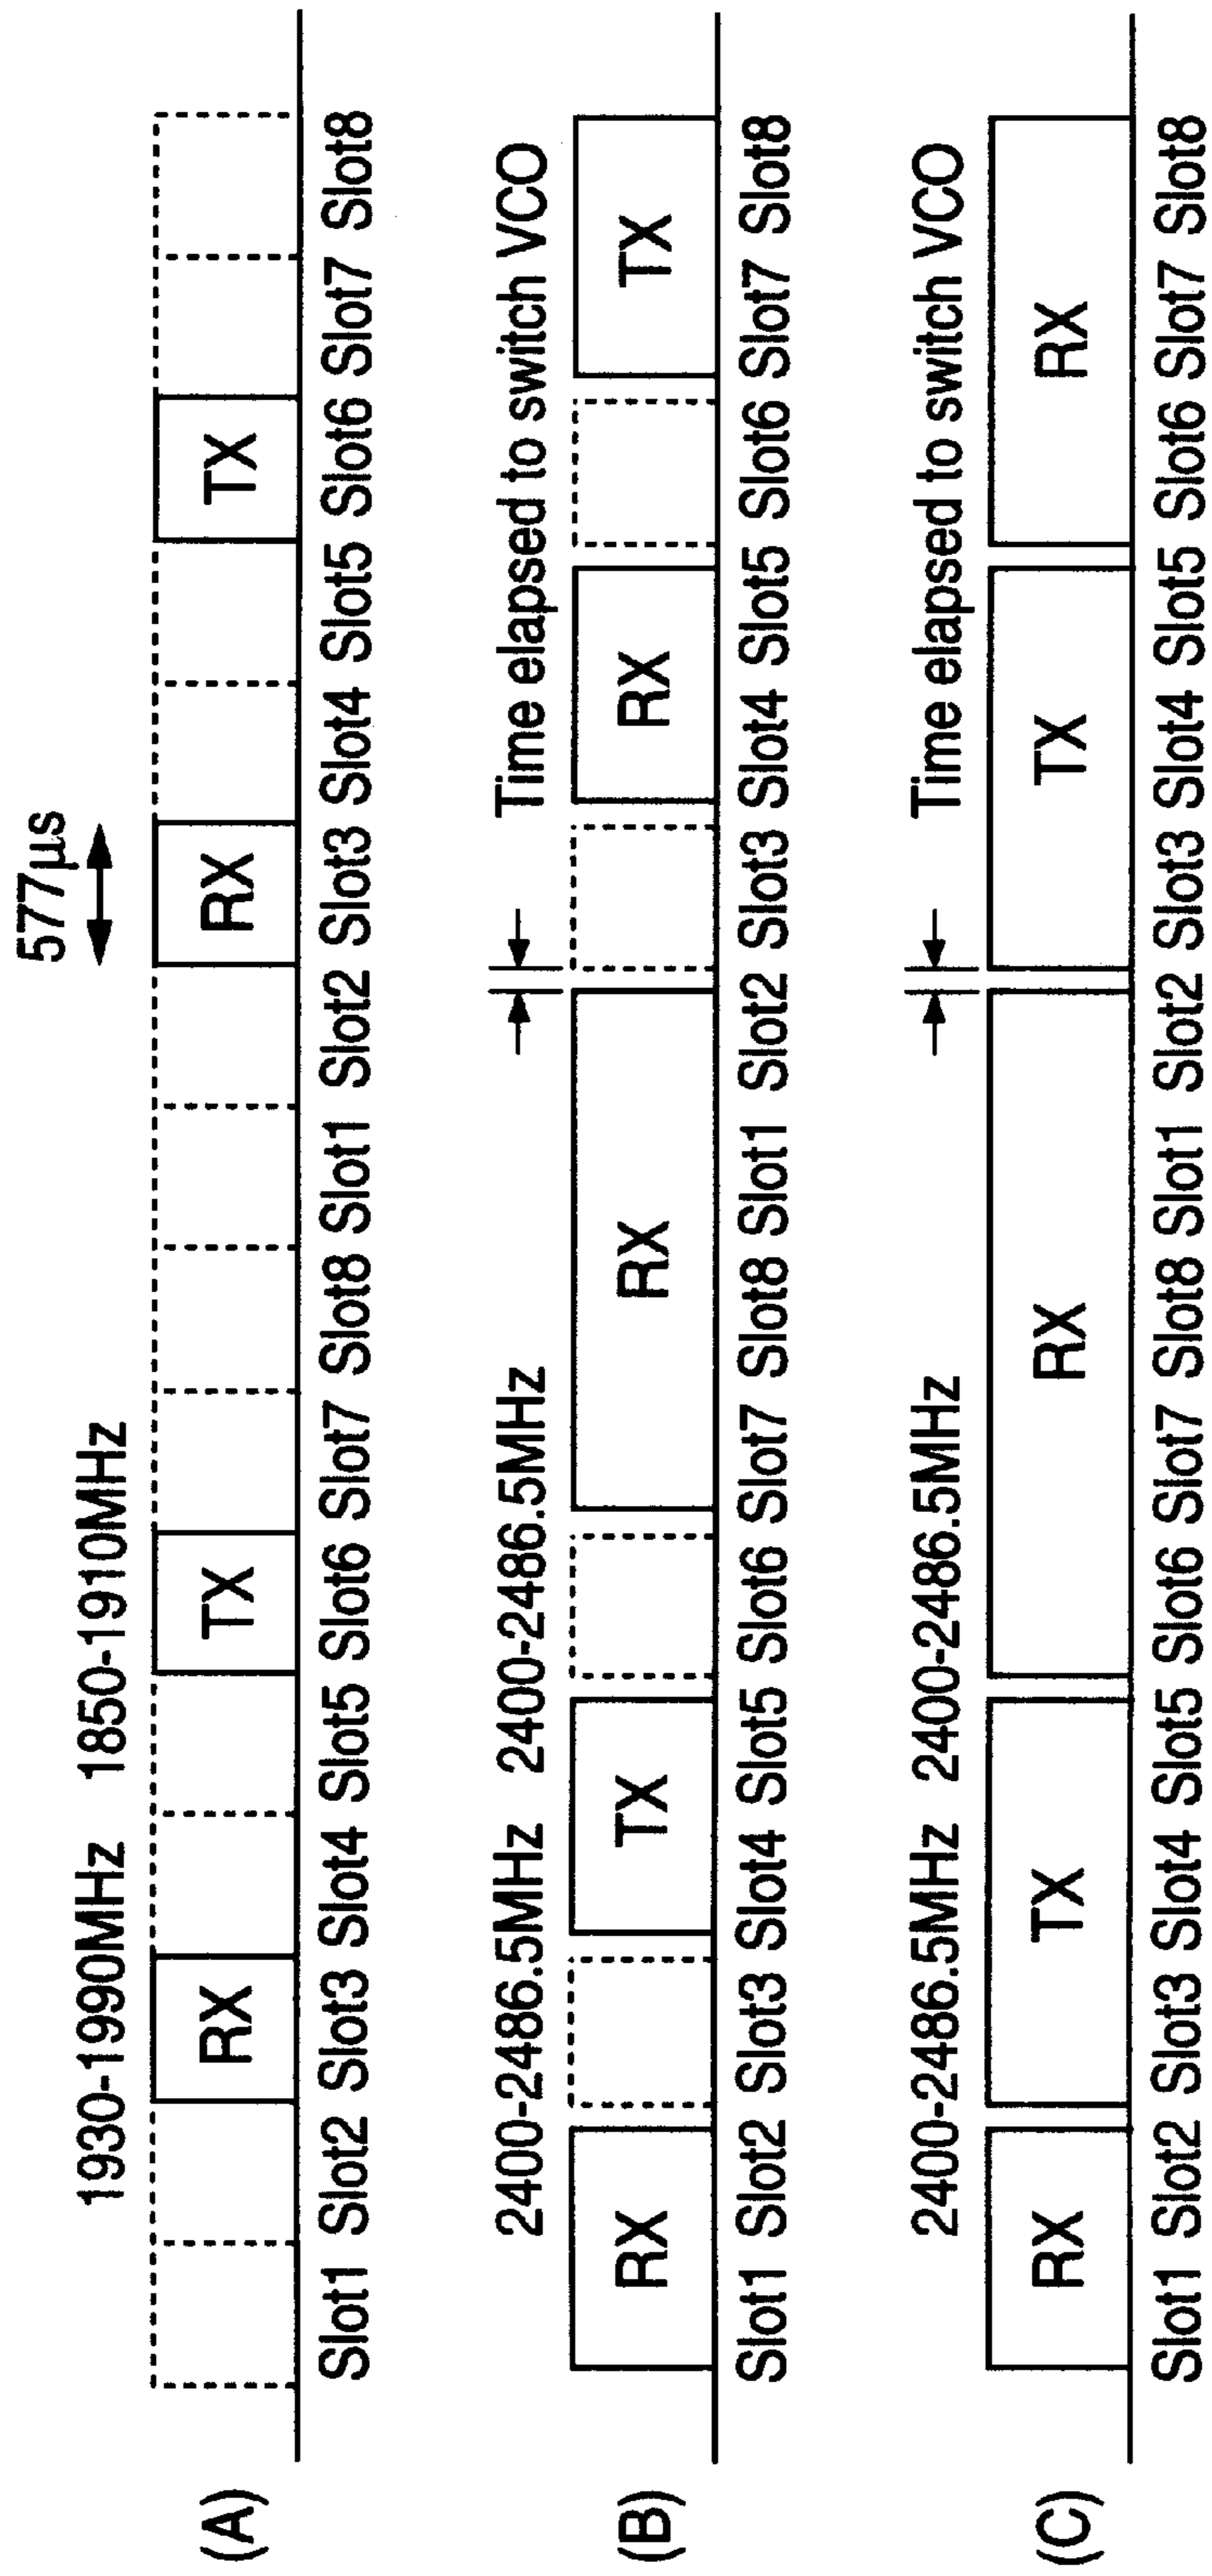 577µs
1930-1990MHz 1850-1910MHz
RX TX RX TX
(A)
Slot1 Slot2 Slot3 Slot4 Slot5 Slot6 Slot7 Slot8 Slot1 Slot2 Slot3 Slot4 Slot5 Slot6 Slot7 Slot8
2400-2486.5MHz 2400-2486.5MHz Time elapsed to switch VCO
RX TX RX RX TX
(B)
Slot1 Slot2 Slot3 Slot4 Slot5 Slot6 Slot7 Slot8 Slot1 Slot2 Slot3 Slot4 Slot5 Slot6 Slot7 Slot8
2400-2486.5MHz 2400-2486.5MHz Time elapsed to switch VCO
RX TX RX TX RX
(C)
Slot1 Slot2 Slot3 Slot4 Slot5 Slot6 Slot7 Slot8 Slot1 Slot2 Slot3 Slot4 Slot5 Slot6 Slot7 Slot8